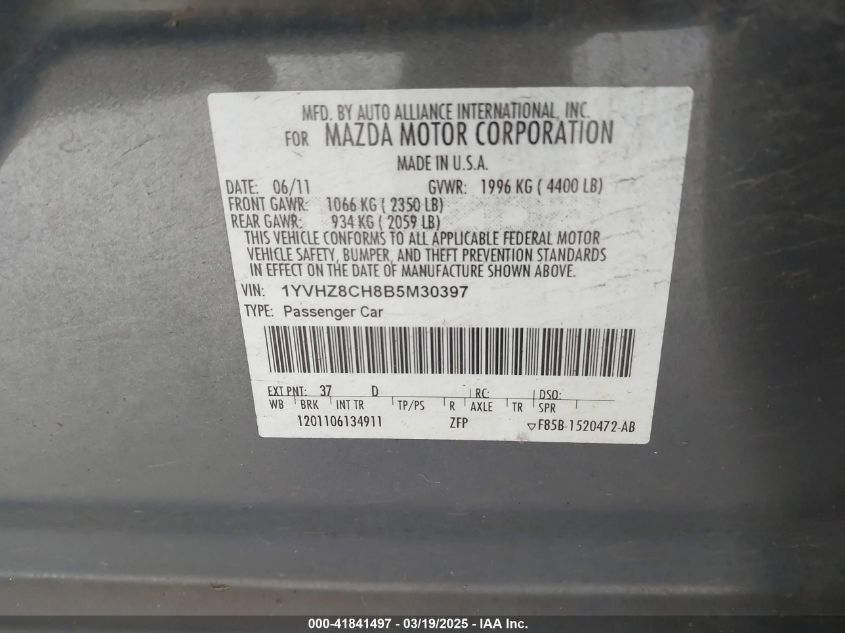 MFD. BY AUTO ALLIANCE INTERNATIONAL, INC.
FOR MAZDA MOTOR CORPORATION
MADE IN U.S.A.
DATE: 06/11 GVWR: 1996 KG ( 4400 LB)
FRONT GAWR: 1066 KG ( 2350 LB)
REAR GAWR: 934 KG ( 2059 LB)
THIS VEHICLE CONFORMS TO ALL APPLICABLE FEDERAL MOTOR
VEHICLE SAFETY, BUMPER, AND THEFT PREVENTION STANDARDS
IN EFFECT ON THE DATE OF MANUFACTURE SHOWN ABOVE.
VIN: 1YVHZ8CH8B5M30397
TYPE: Passenger Car
EXT PNT: 37 D RC: DSO:
WB BRK INT TR TP/PS R AXLE TR SPR
1201106134911 ZFP ▽F85B-1520472-AB
000-41841497 — 03/19/2025 — IAA Inc.